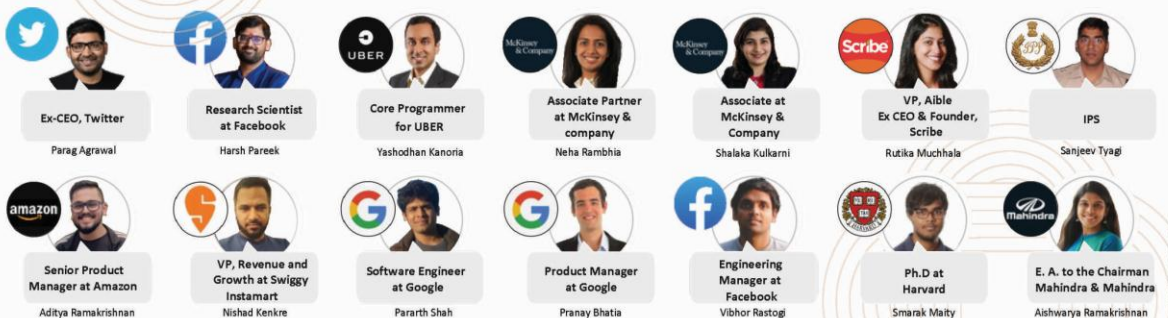 UBER
McKinsey
& Company
McKinsey
& Company
Scribe
Ex-CEO, Twitter
Parag Agrawal
Research Scientist
at Facebook
Harsh Pareek
Core Programmer
for UBER
Yashodhan Kanoria
Associate Partner
at McKinsey &
company
Neha Rambhia
Associate at
McKinsey &
Company
Shalaka Kulkarni
VP, Aible
Ex CEO & Founder,
Scribe
Rutika Muchhala
IPS
Sanjeev Tyagi
amazon
Mahindra
Senior Product
Manager at Amazon
Aditya Ramakrishnan
VP, Revenue and
Growth at Swiggy
Instamart
Nishad Kenkre
Software Engineer
at Google
Pararth Shah
Product Manager
at Google
Pranay Bhatia
Engineering
Manager at
Facebook
Vibhor Rastogi
Ph.D at
Harvard
Smarak Maity
E. A. to the Chairman
Mahindra & Mahindra
Aishwarya Ramakrishnan